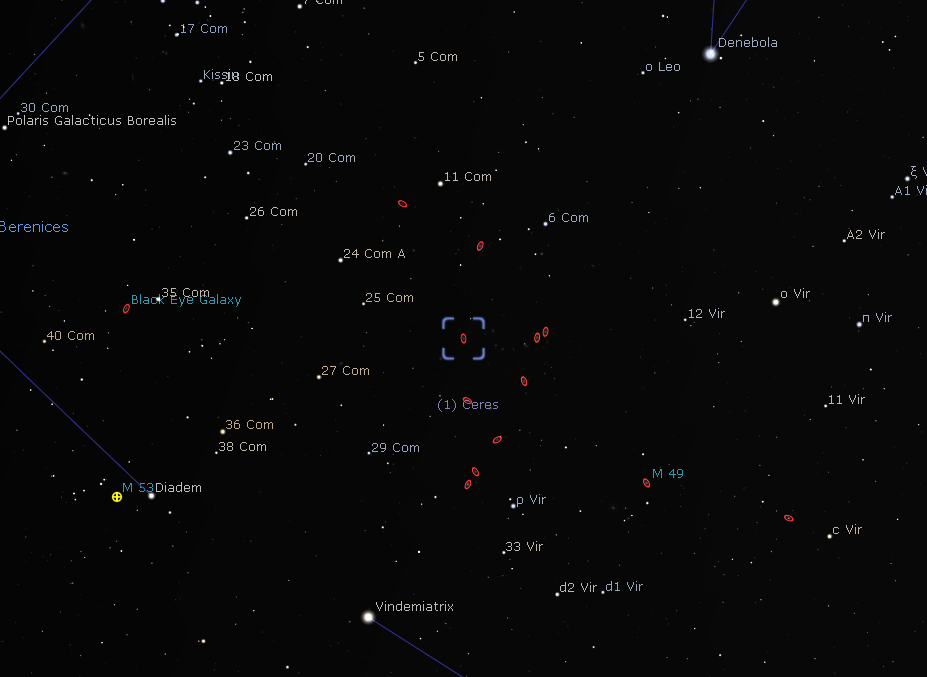 7 Com
17 Com
Denebola
5 Com
o Leo
18 Com
30 Com
Polaris Galacticus Borealis
23 Com
20 Com
ξ V
11 Com
A1 Vi
26 Com
6 Com
Berenices
A2 Vir
24 Com A
35 Com
Black Eye Galaxy
25 Com
o Vir
12 Vir
π Vir
40 Com
27 Com
(1) Ceres
11 Vir
36 Com
38 Com
29 Com
M 49
M 53
Diadem
ρ Vir
c Vir
33 Vir
d2 Vir
d1 Vir
Vindemiatrix